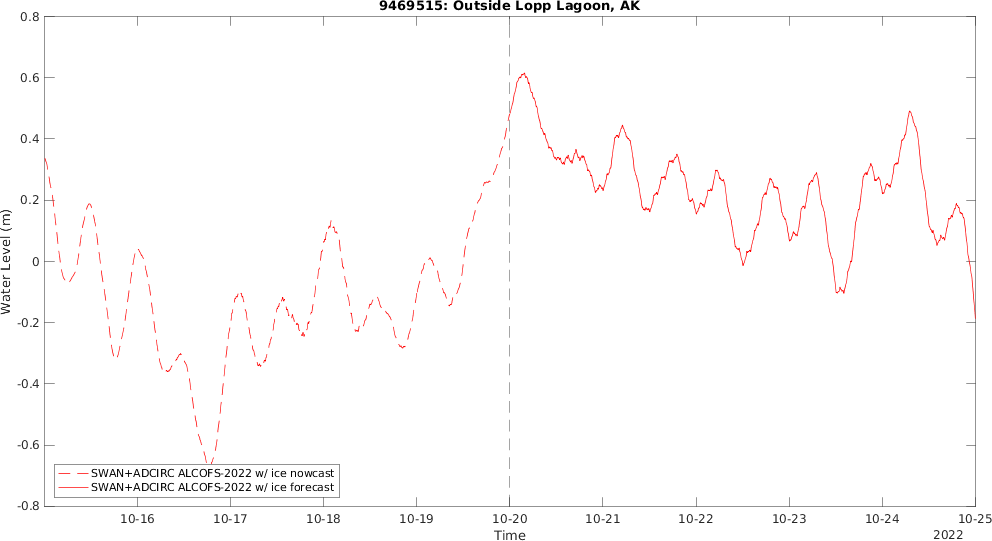 9469515: Outside Lopp Lagoon, AK
0.8
0.6
0.4
0.2
0
-0.2
-0.4
-0.6
-0.8
Water Level (m)
SWAN+ADCIRC ALCOFS-2022 w/ ice nowcast
SWAN+ADCIRC ALCOFS-2022 w/ ice forecast
10-16 10-17 10-18 10-19 10-20 10-21 10-22 10-23 10-24 10-25
Time
2022